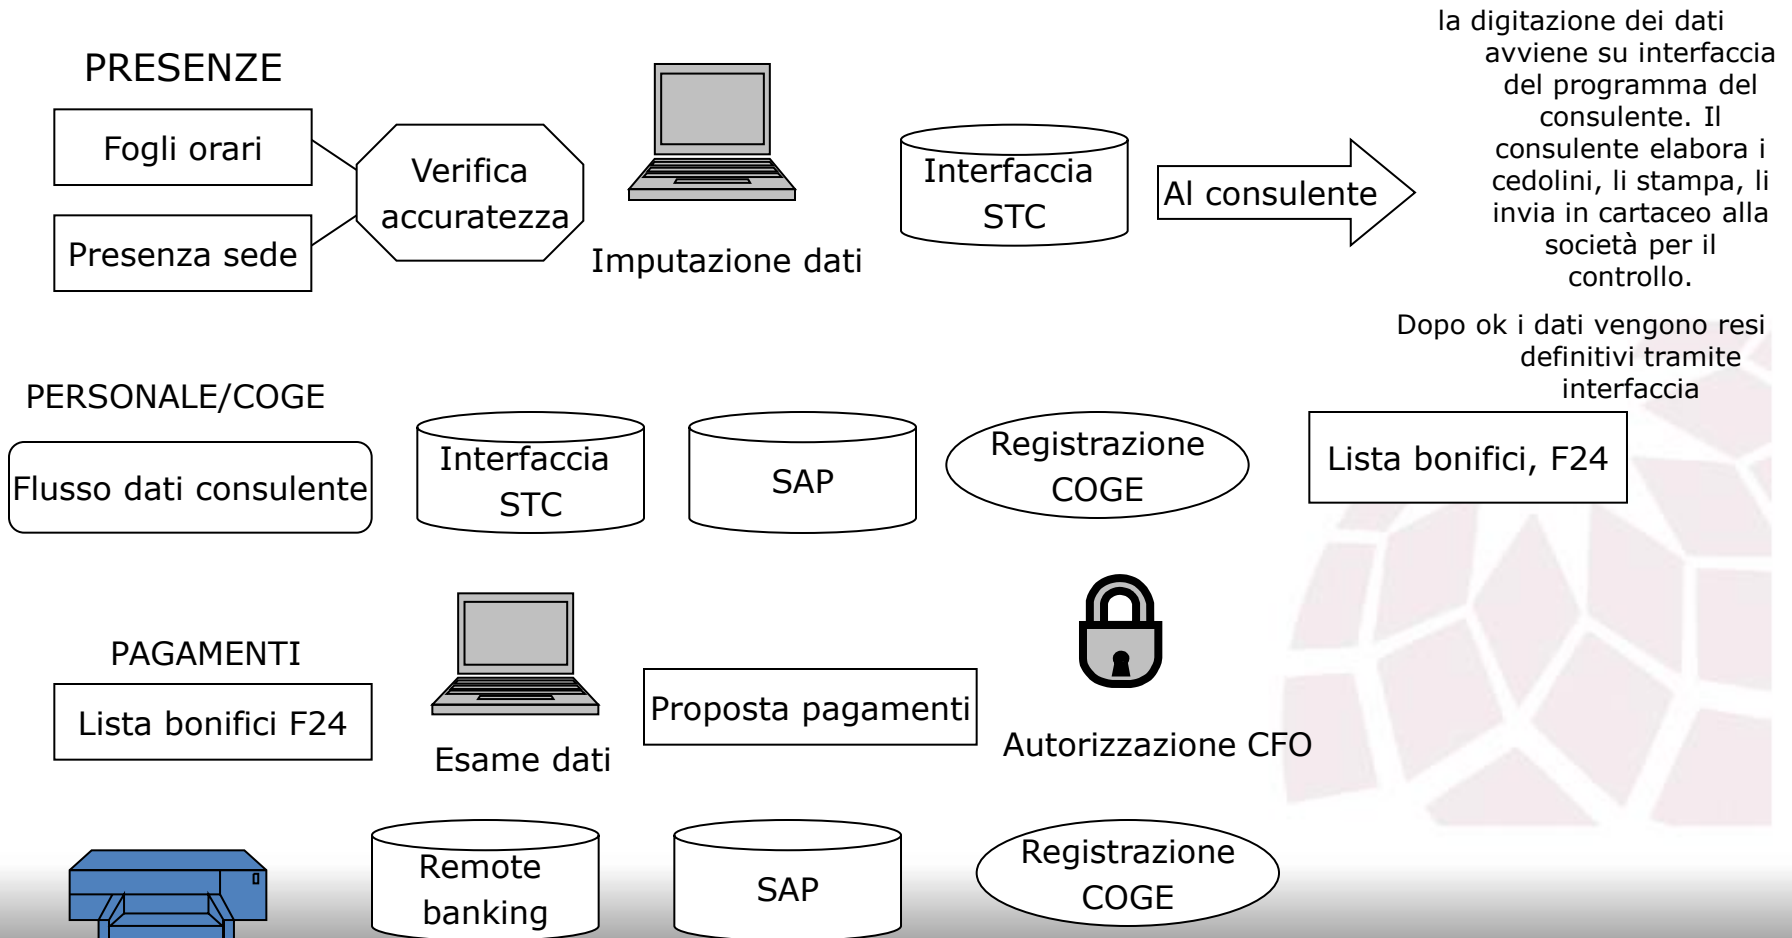 PRESENZE
Fogli orari
Presenza sede
Verifica
accuratezza
Imputazione dati
Interfaccia
STC
Al consulente
la digitazione dei dati
avviene su interfaccia
del programma del
consulente. Il
consulente elabora i
cedolini, li stampa, li
invia in cartaceo alla
società per il
controllo.
Dopo ok i dati vengono resi
definitivi tramite
interfaccia
PERSONALE/COGE
Flusso dati consulente
Interfaccia
STC
SAP
Registrazione
COGE
Lista bonifici, F24
PAGAMENTI
Lista bonifici F24
Esame dati
Proposta pagamenti
Autorizzazione CFO
Remote
banking
SAP
Registrazione
COGE